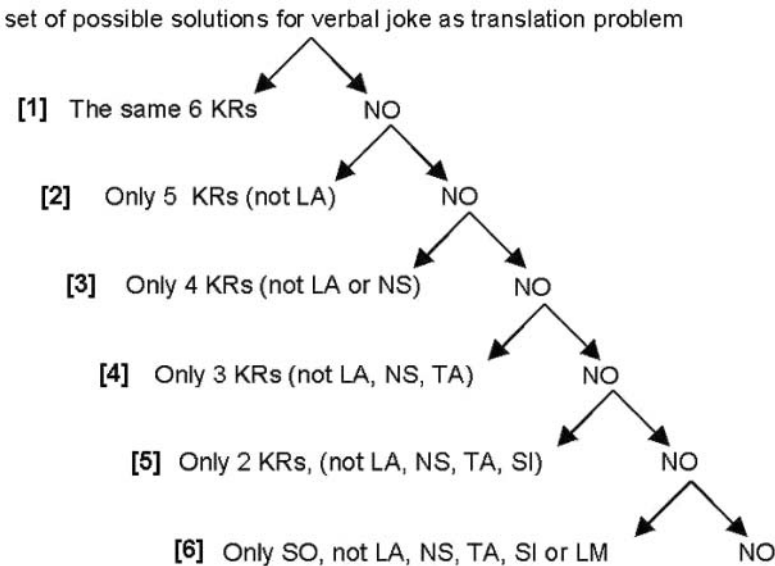 set of possible solutions for verbal joke as translation problem
[1] The same 6 KRs NO
[2] Only 5 KRs (not LA) NO
[3] Only 4 KRs (not LA or NS) NO
[4] Only 3 KRs (not LA, NS, TA) NO
[5] Only 2 KRs, (not LA, NS, TA, SI) NO
[6] Only SO, not LA, NS, TA, SI or LM NO